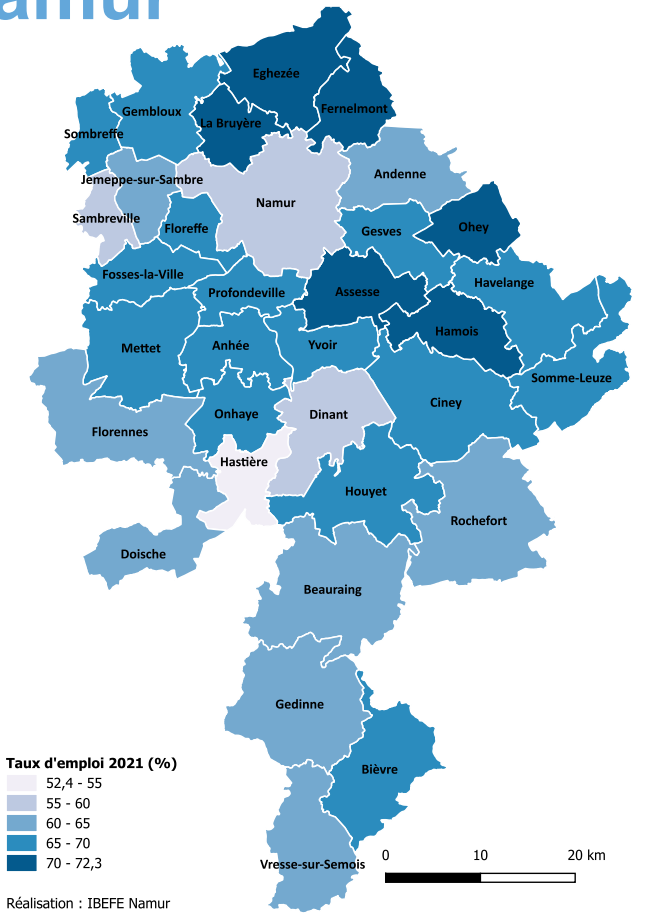 amur
Eghezée
Fernelmont
Gembloux
La Bruyère
Sombreffe
Andenne
Jemeppe-sur-Sambre
Namur
Sambreville
Floreffe
Gesves
Ohey
Fosses-la-Ville
Havelange
Profondeville
Assesse
Hamois
Mettet
Anhée
Yvoir
Somme-Leuze
Ciney
Onhaye
Dinant
Florennes
Hastière
Houyet
Rochefort
Doische
Beauraing
Gedinne
Bièvre
Vresse-sur-Semois
Taux d'emploi 2021 (%)
52,4 - 55
55 - 60
60 - 65
65 - 70
70 - 72,3
0 10 20 km
Réalisation : IBEFE Namur